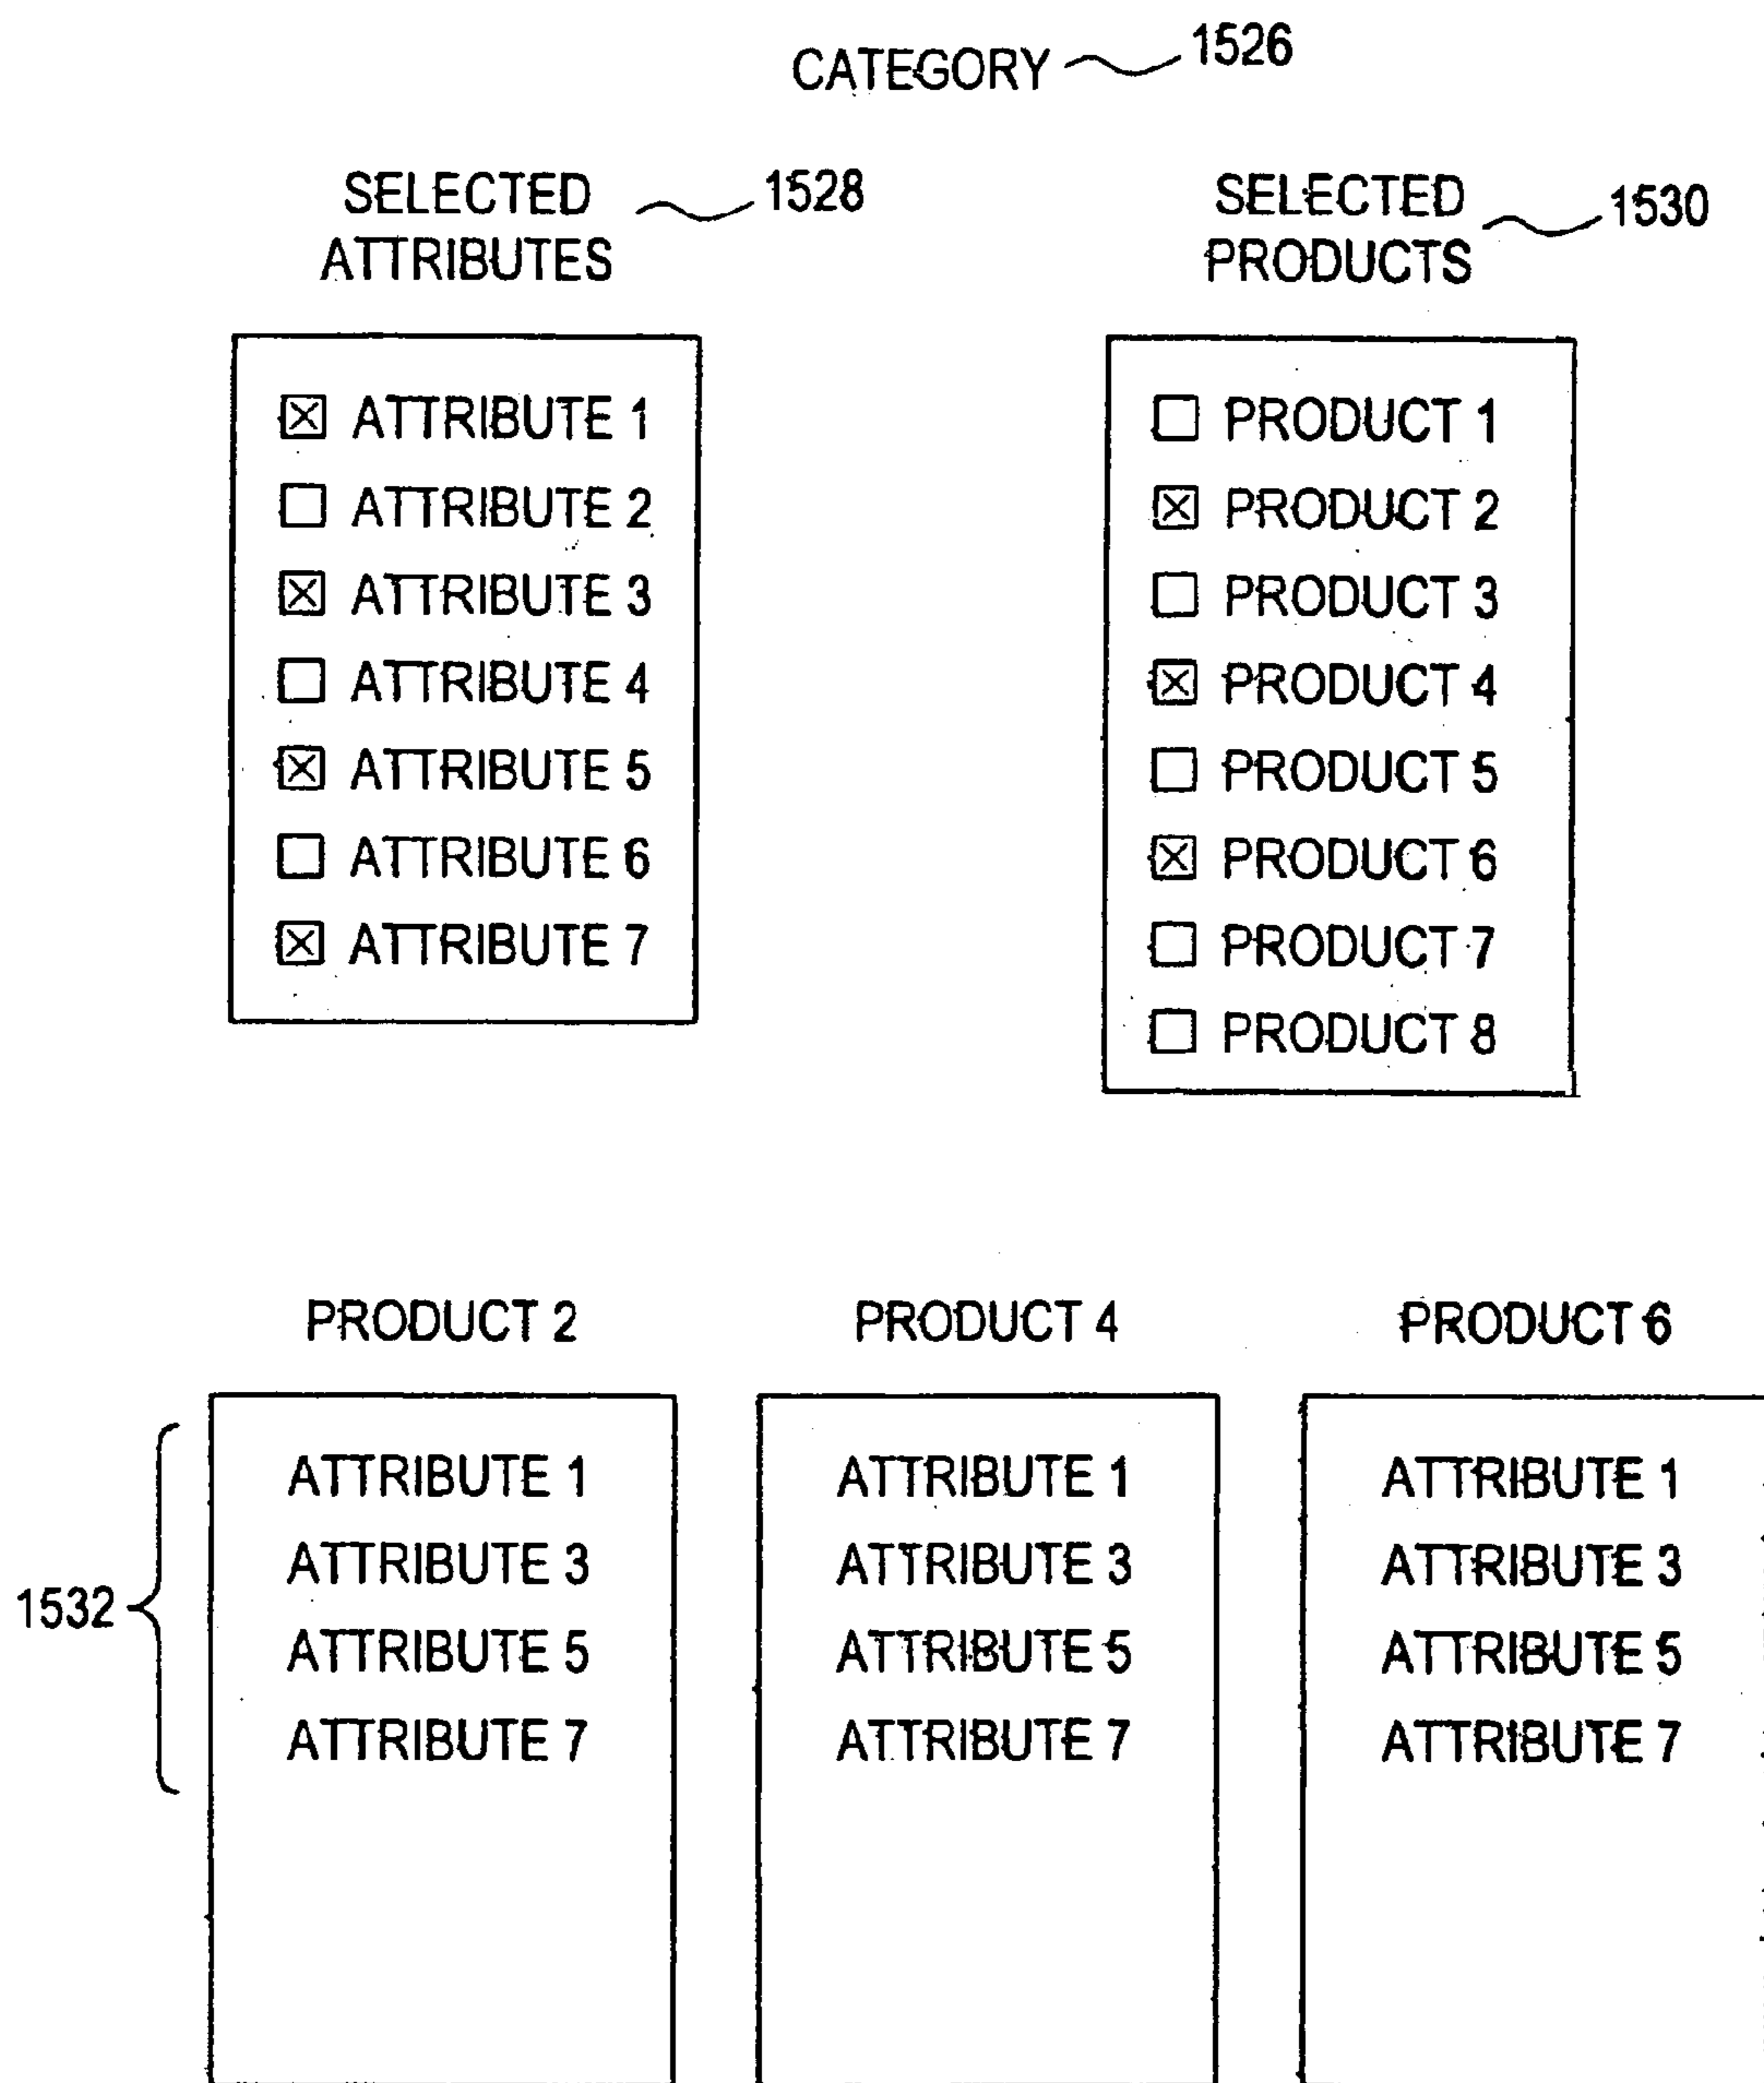 CATEGORY 1526
SELECTED ATTRIBUTES 1528
SELECTED PRODUCTS 1530
ATTRIBUTE 1
ATTRIBUTE 2
ATTRIBUTE 3
ATTRIBUTE 4
ATTRIBUTE 5
ATTRIBUTE 6
ATTRIBUTE 7
PRODUCT 1
PRODUCT 2
PRODUCT 3
PRODUCT 4
PRODUCT 5
PRODUCT 6
PRODUCT 7
PRODUCT 8
1532
PRODUCT 2
ATTRIBUTE 1
ATTRIBUTE 3
ATTRIBUTE 5
ATTRIBUTE 7
PRODUCT 4
ATTRIBUTE 1
ATTRIBUTE 3
ATTRIBUTE 5
ATTRIBUTE 7
PRODUCT 6
ATTRIBUTE 1
ATTRIBUTE 3
ATTRIBUTE 5
ATTRIBUTE 7